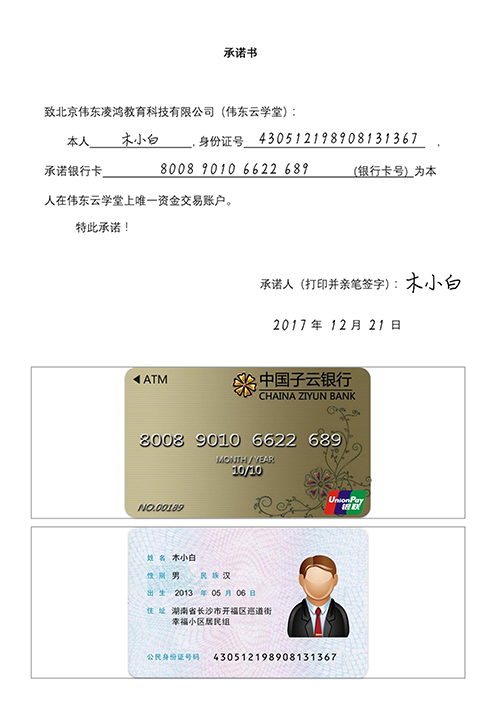 承诺书
致北京伟东凌鸿教育科技有限公司（伟东云学堂）：
本人 木小白 ，身份证号 430512198908131367 ，
承诺银行卡 8008 9010 6622 689 (银行卡号) 为本
人在伟东云学堂上唯一资金交易账户。
特此承诺！
承诺人（打印并亲笔签字）：木小白
2017 年 12 月 21 日
ATM
中国子云银行
CHAINA ZIYUN BANK
8008 9010 6622 689
MONTH / YEAR
10/10
NO.00189
UnionPay
银联
姓名 木小白
性别 男 民族 汉
出生 2013 年 05 月 06 日
住址 湖南省长沙市开福区巡道街
幸福小区居民组
公民身份证号码 430512198908131367